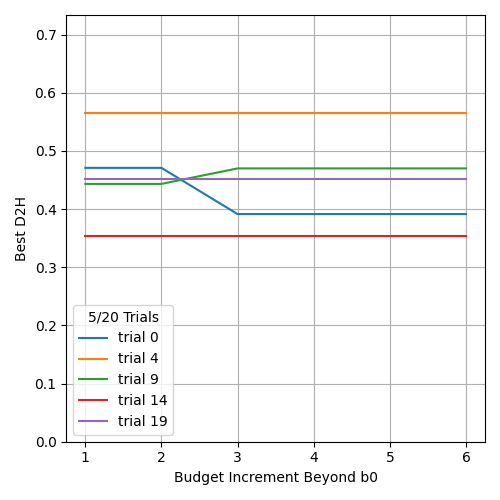 0.7
0.6
0.5
0.4
0.3
0.2
0.1
0.0
Best D2H
5/20 Trials
trial 0
trial 4
trial 9
trial 14
trial 19
1 2 3 4 5 6
Budget Increment Beyond b0